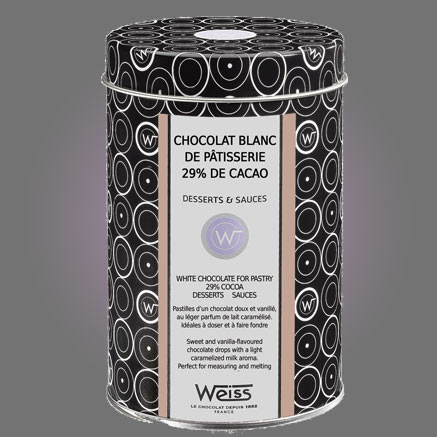 CHOCOLAT BLANC
DE PÂTISSERIE
29% DE CACAO
DESSERTS & SAUCES
W
WHITE CHOCOLATE FOR PASTRY
29% COCOA
DESSERTS SAUCES
Pastilles d'un chocolat doux et vanillé,
au léger parfum de lait caramélisé.
Idéales à doser et à faire fondre
Sweet and vanilla-flavoured
chocolate drops with a light
caramelized milk aroma.
Perfect for measuring and melting
Weiss
LE CHOCOLAT DEPUIS 1882
FRANCE